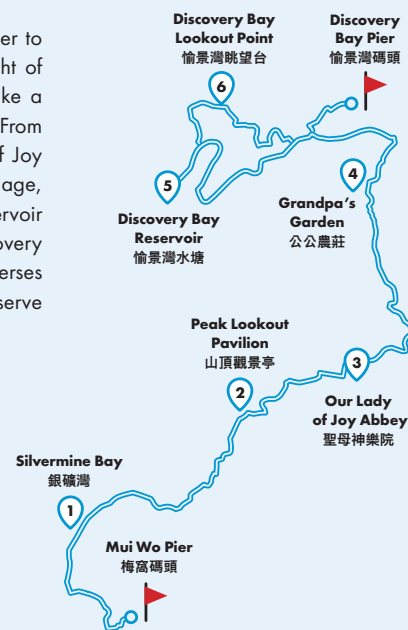 er to
ht of
ke a
From
f Joy
age,
ervoir
overy
erses
serve
Discovery Bay
Lookout Point
愉景灣眺望台
6
Discovery
Bay Pier
愉景灣碼頭
5
Discovery Bay
Reservoir
愉景灣水塘
4
Grandpa's
Garden
公公農莊
Peak Lookout
Pavilion
山頂觀景亭
2
3
Our Lady
of Joy Abbey
聖母神樂院
Silvermine Bay
銀礦灣
1
Mui Wo Pier
梅窩碼頭